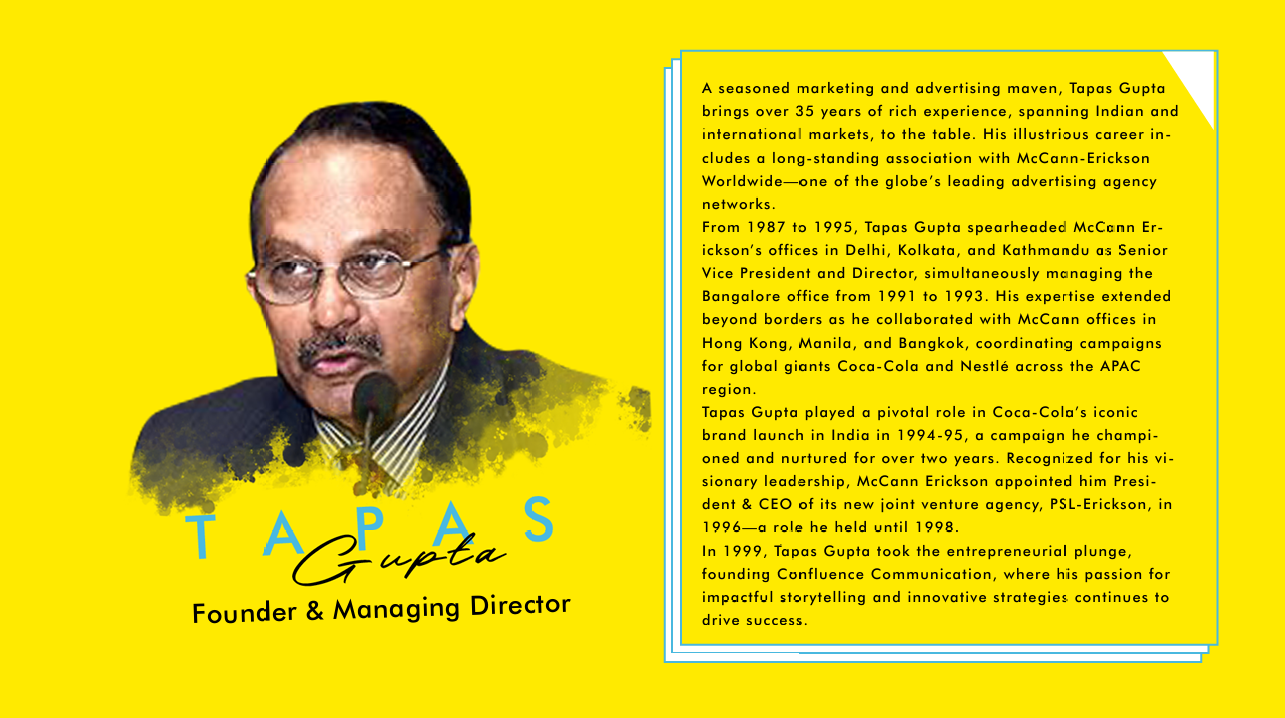 T A P A S
Gupta
Founder & Managing Director
A seasoned marketing and advertising maven, Tapas Gupta
brings over 35 years of rich experience, spanning Indian and
international markets, to the table. His illustrious career in-
cludes a long-standing association with McCann-Erickson
Worldwide—one of the globe’s leading advertising agency
networks.
From 1987 to 1995, Tapas Gupta spearheaded McCann Er-
ickson’s offices in Delhi, Kolkata, and Kathmandu as Senior
Vice President and Director, simultaneously managing the
Bangalore office from 1991 to 1993. His expertise extended
beyond borders as he collaborated with McCann offices in
Hong Kong, Manila, and Bangkok, coordinating campaigns
for global giants Coca-Cola and Nestlé across the APAC
region.
Tapas Gupta played a pivotal role in Coca-Cola’s iconic
brand launch in India in 1994-95, a campaign he champi-
oned and nurtured for over two years. Recognized for his vi-
sionary leadership, McCann Erickson appointed him Presi-
dent & CEO of its new joint venture agency, PSL-Erickson, in
1996—a role he held until 1998.
In 1999, Tapas Gupta took the entrepreneurial plunge,
founding Confluence Communication, where his passion for
impactful storytelling and innovative strategies continues to
drive success.